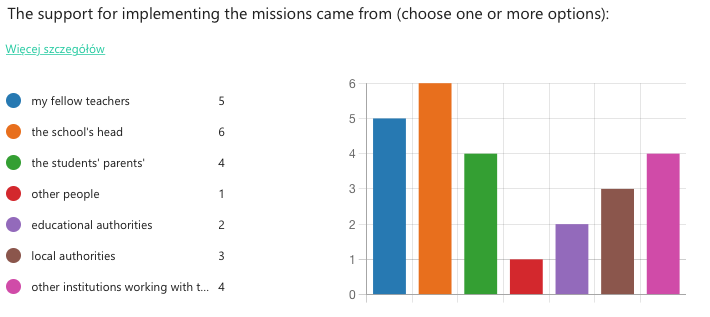 The support for implementing the missions came from (choose one or more options):
Więcej szczegółów
my fellow teachers 5
the school's head 6
the students' parents' 4
other people 1
educational authorities 2
local authorities 3
other institutions working with t... 4
6
5
4
3
2
1
0